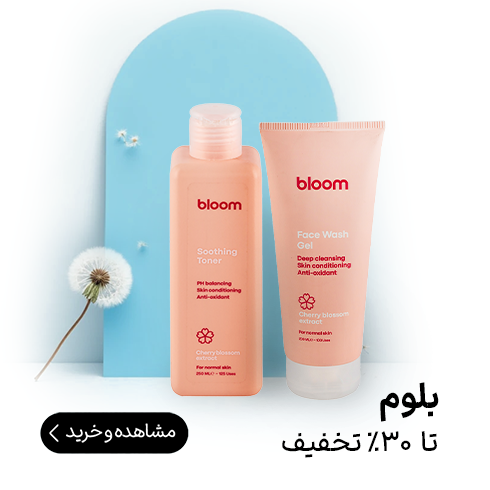 bloom
Soothing
Toner
PH balancing
Skin conditioning
Anti-oxidant
Cherry blossom
extract
For normal skin
bloom
Face Wash
Gel
Deep cleansing
Skin conditioning
Anti-oxidant
Cherry blossom
extract
For normal skin
بلوم
تا ۳۰٪ تخفیف
مشاهده و خرید